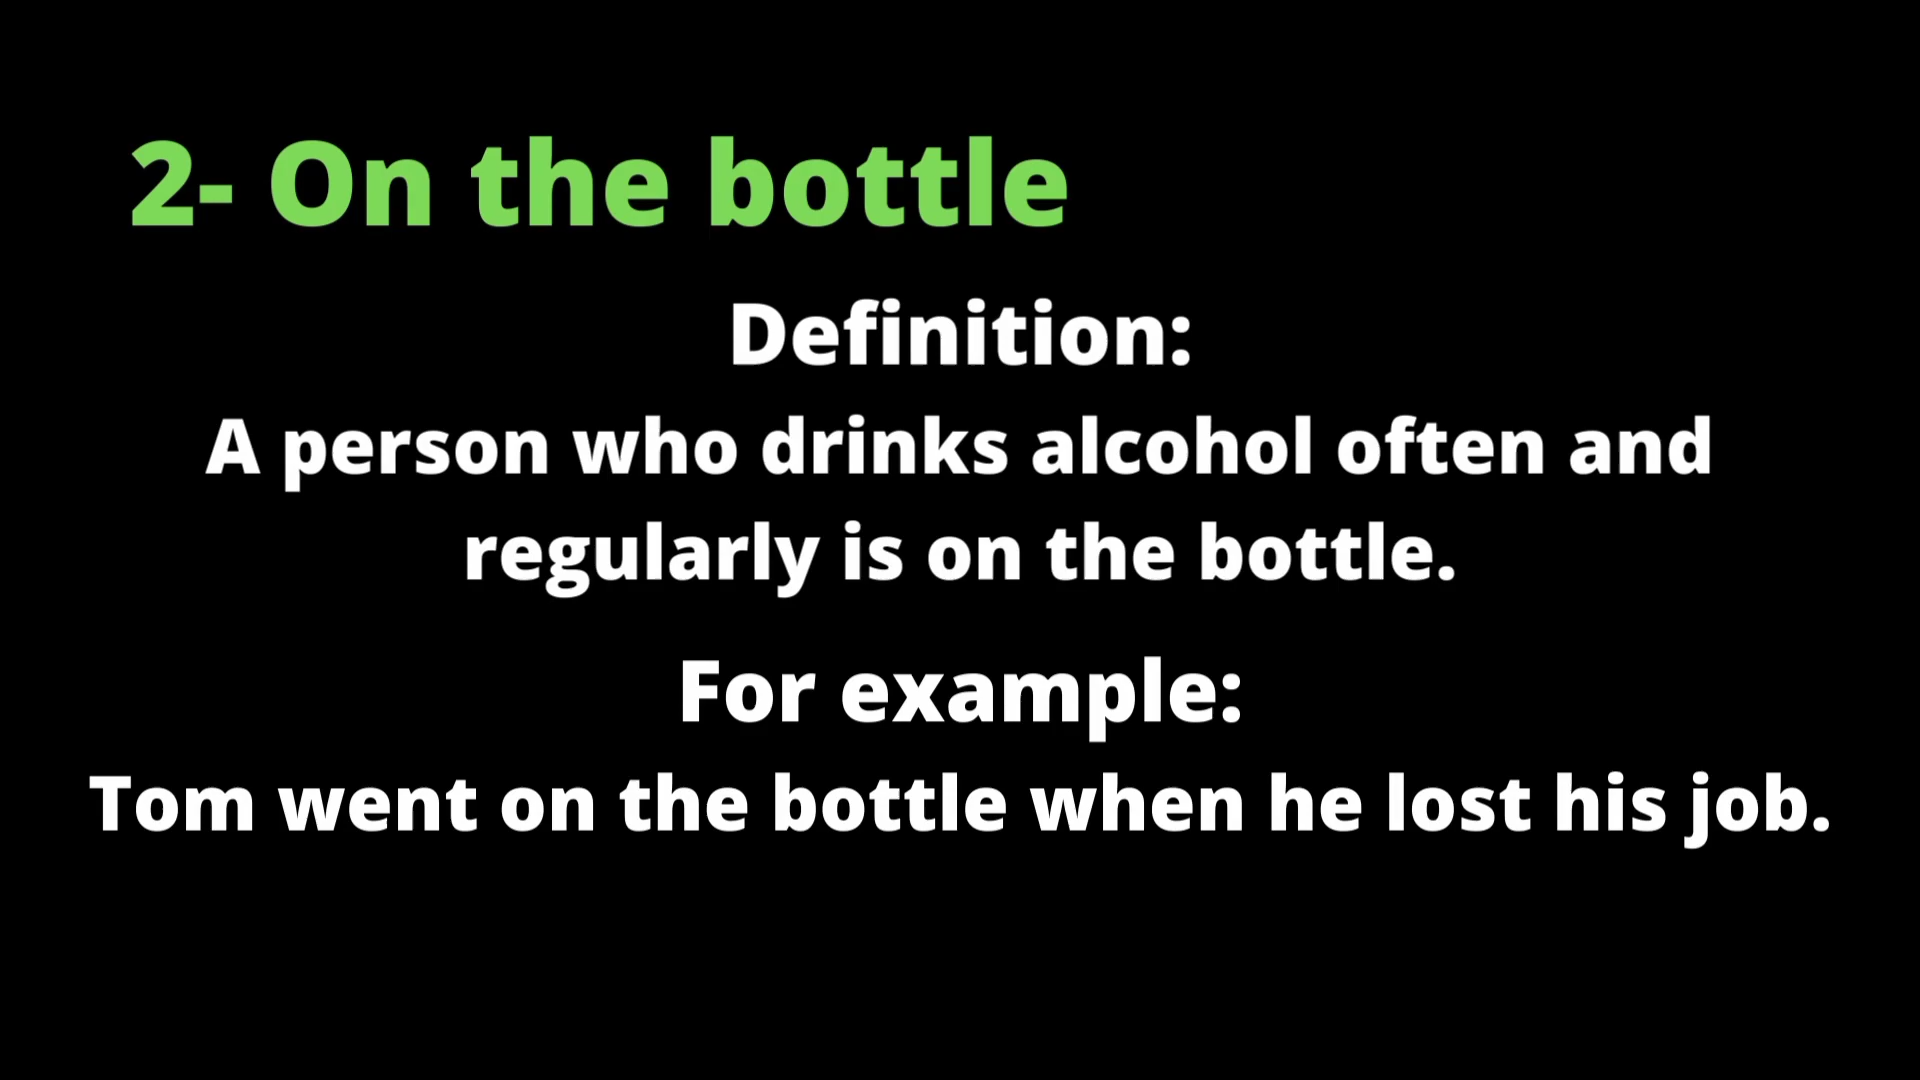 2- On the bottle
Definition:
A person who drinks alcohol often and
regularly is on the bottle.
For example:
Tom went on the bottle when he lost his job.